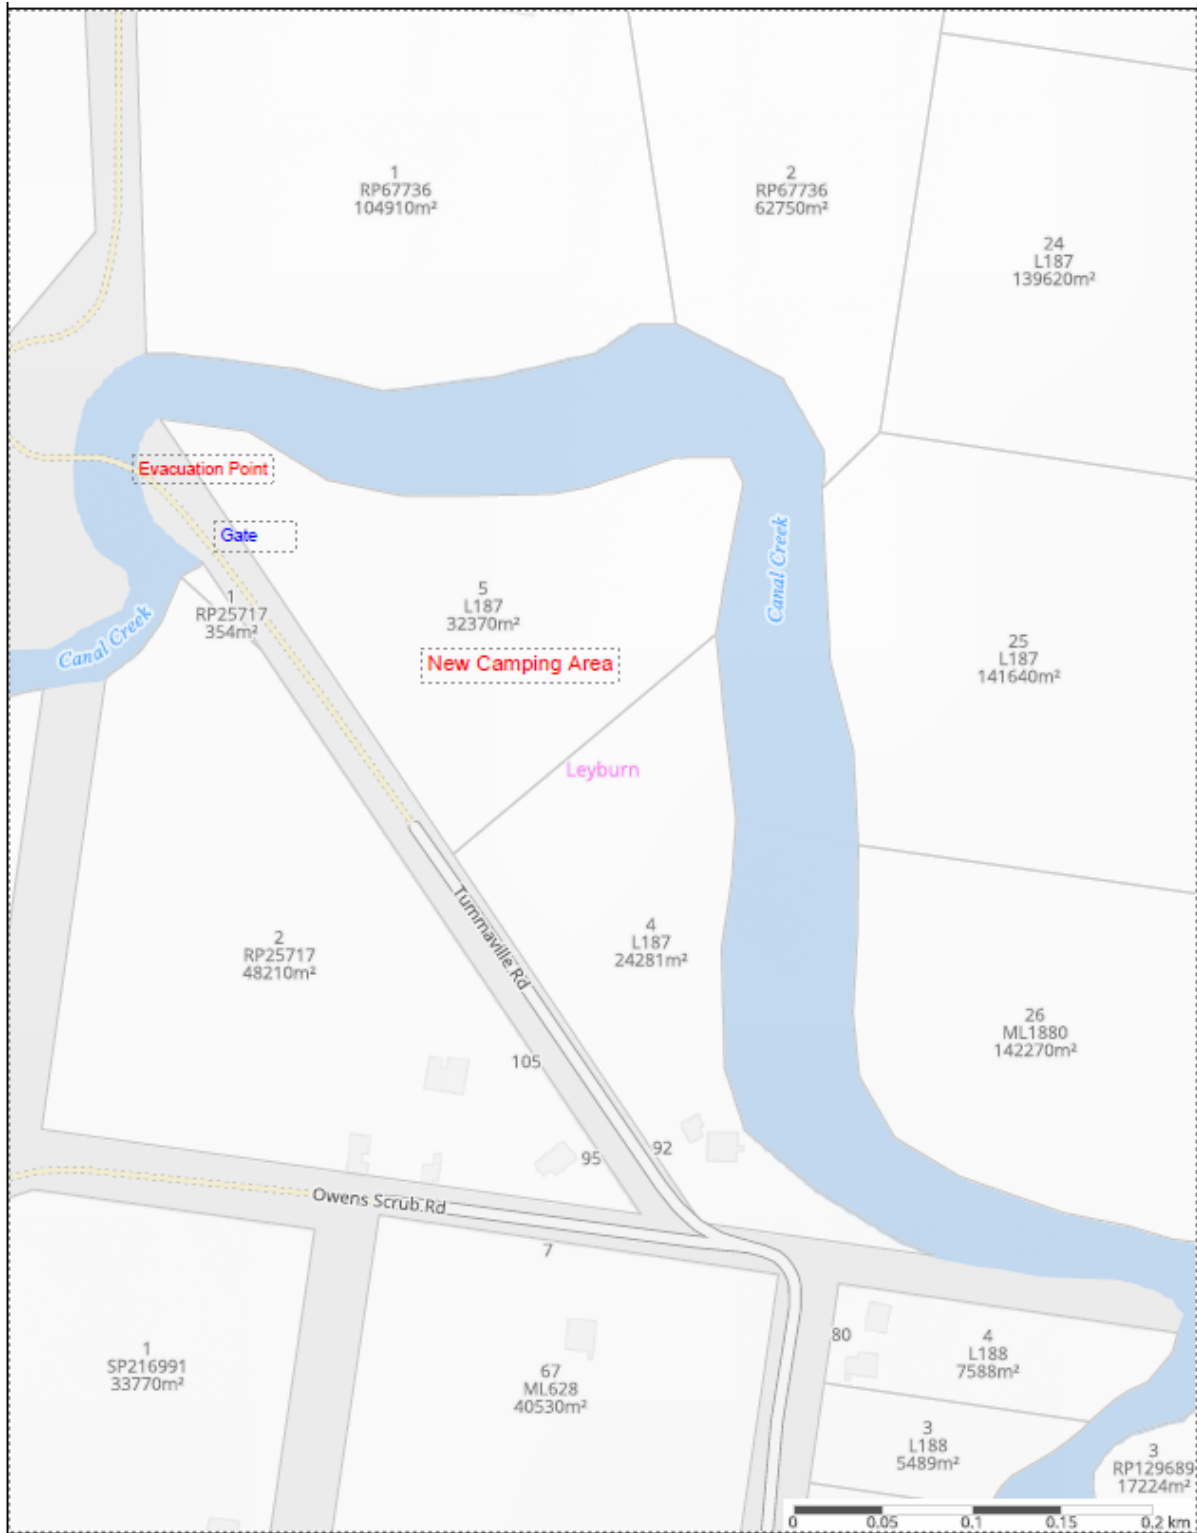 1
RP67736
104910m²
2
RP67736
62750m²
24
L187
139620m²
Evacuation Point
Gate
Canal Creek
1
RP25717
354m²
Canal Creek
5
L187
32370m²
New Camping Area
25
L187
141640m²
Leyburn
Tummaville Rd
4
L187
24281m²
2
RP25717
48210m²
26
ML1880
142270m²
105
95
92
Owens Scrub Rd
7
80
1
SP216991
33770m²
67
ML628
40530m²
4
L188
7588m²
3
L188
5489m²
3
RP129689
17224m²
0 0.05 0.1 0.15 0.2 km